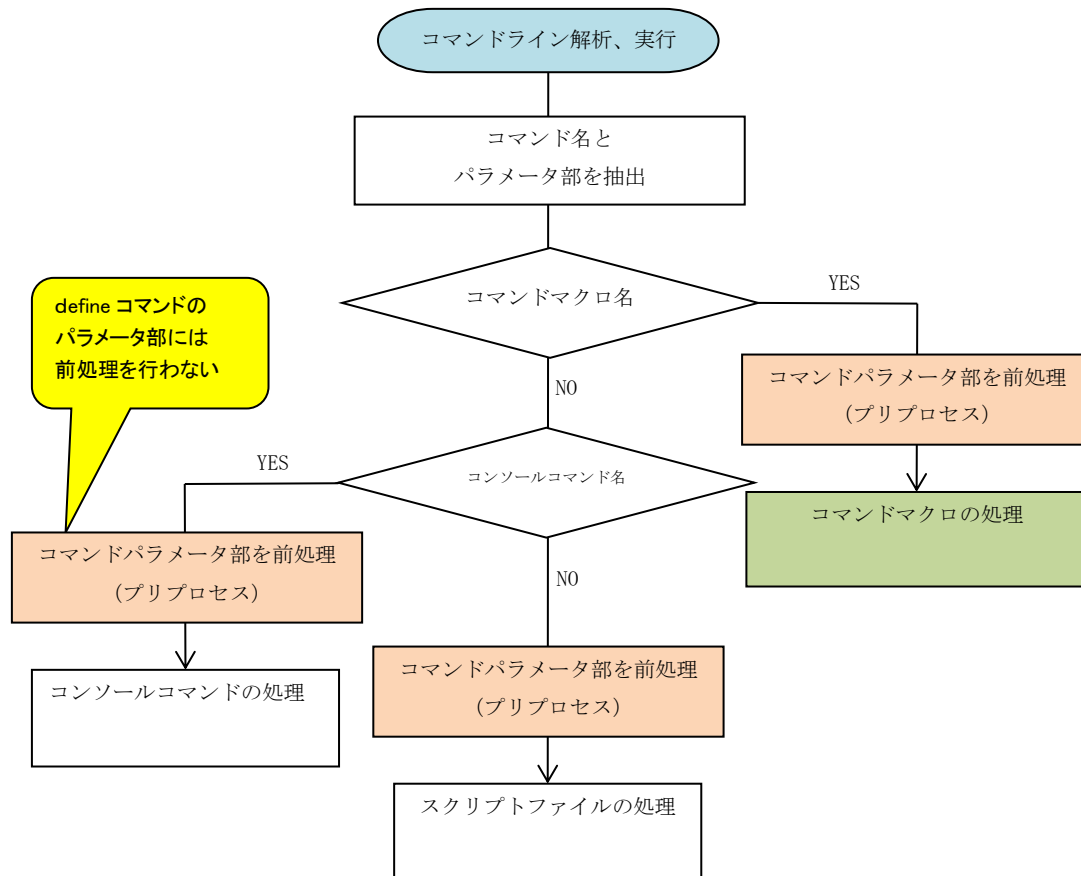 コマンドライン解析、実行
コマンド名と
パラメータ部を抽出
コマンドマクロ名
YES
NO
define コマンドの
パラメータ部には
前処理を行わない
コマンドパラメータ部を前処理
（プリプロセス）
コマンドマクロの処理
コンソールコマンド名
YES
NO
コマンドパラメータ部を前処理
（プリプロセス）
コンソールコマンドの処理
コマンドパラメータ部を前処理
（プリプロセス）
スクリプトファイルの処理